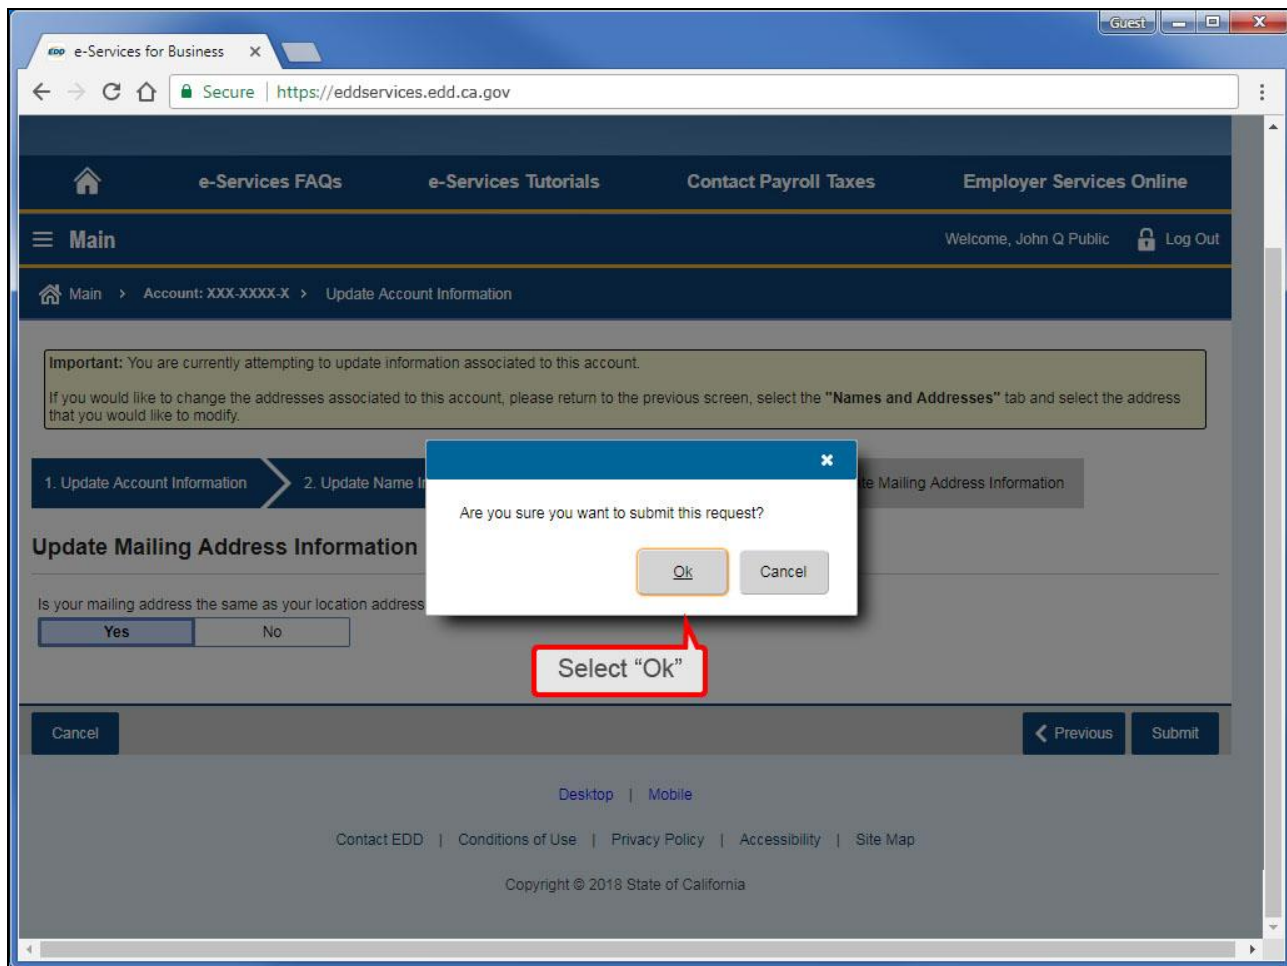 Guest
EDD e-Services for Business
Secure | https://eddservices.edd.ca.gov
e-Services FAQs e-Services Tutorials Contact Payroll Taxes Employer Services Online
Main Welcome, John Q Public Log Out
Main > Account: XXX-XXXX-X > Update Account Information
Important: You are currently attempting to update information associated to this account.
If you would like to change the addresses associated to this account, please return to the previous screen, select the "Names and Addresses" tab and select the address
that you would like to modify.
1. Update Account Information 2. Update Name Mailing Address Information
Are you sure you want to submit this request?
Ok Cancel
Update Mailing Address Information
Is your mailing address the same as your location address
Yes No
Select “Ok”
Cancel Previous Submit
Desktop | Mobile
Contact EDD | Conditions of Use | Privacy Policy | Accessibility | Site Map
Copyright © 2018 State of California